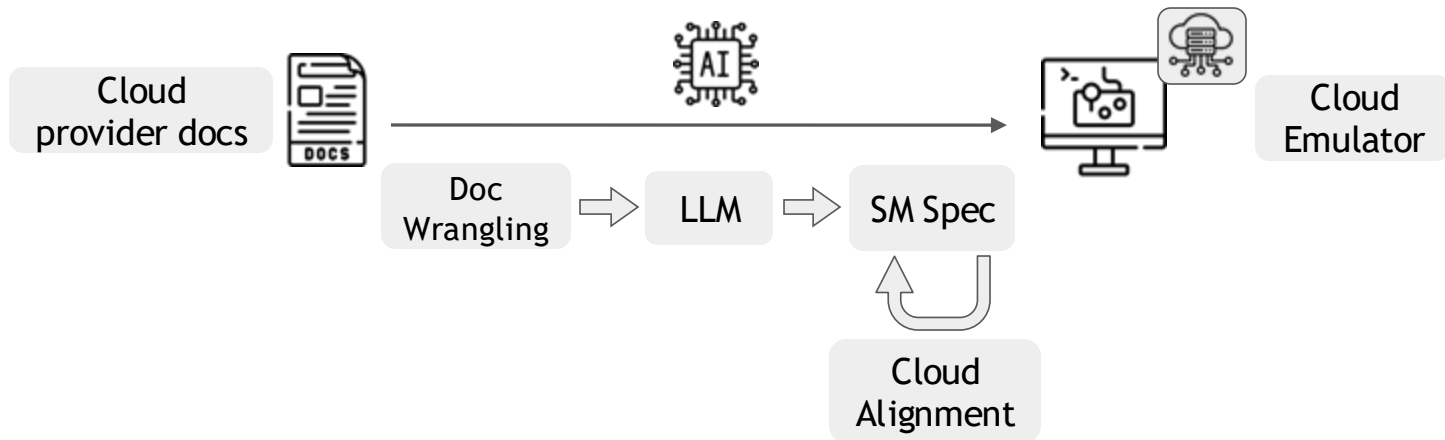 Cloud
provider docs
DOCS
AI
>-
Cloud
Emulator
Doc
Wrangling
LLM
SM Spec
Cloud
Alignment